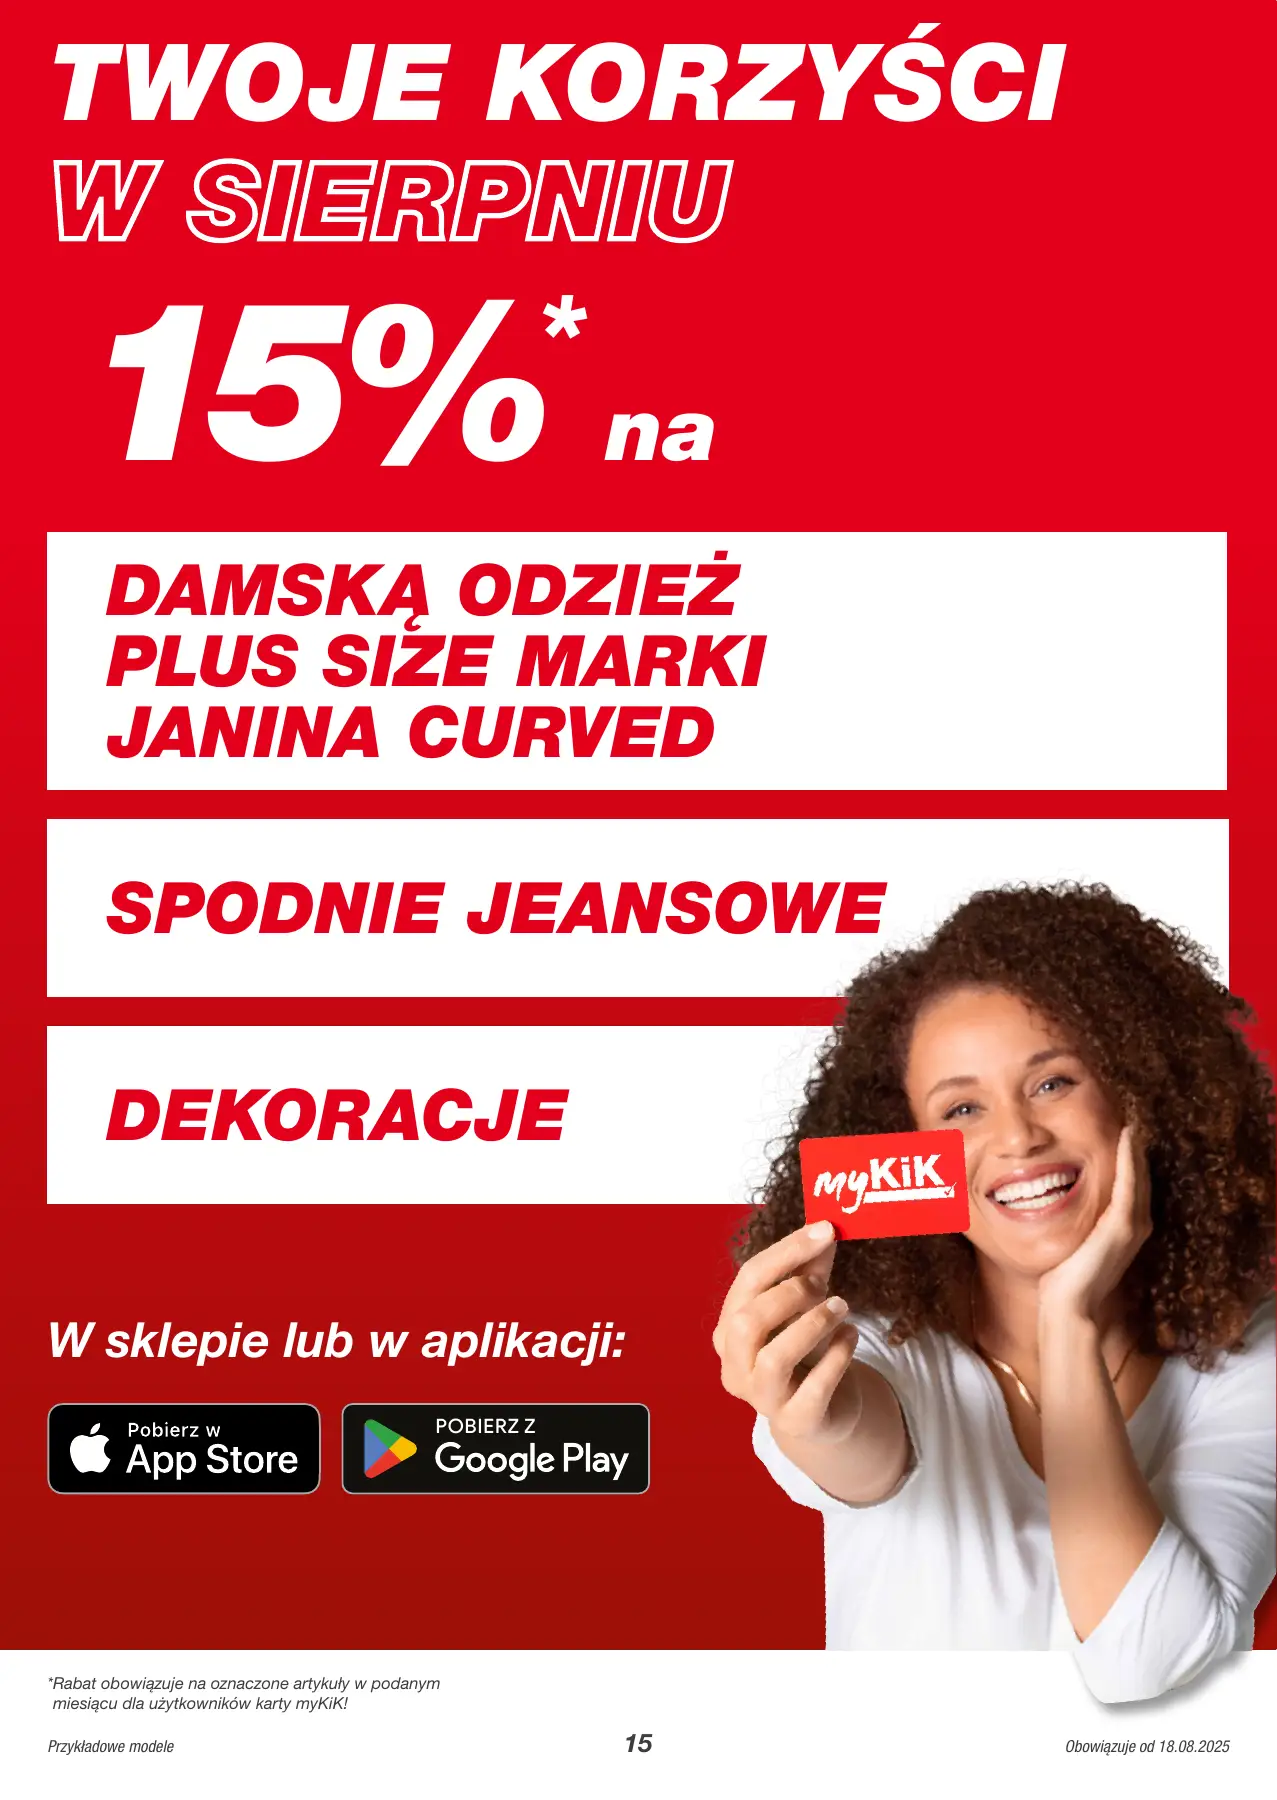 TWOJE KORZYŚCI
W SIERPNIU
15%* na
DAMSKĄ ODZIEŻ
PLUS SIZE MARKI
JANINA CURVED
SPODNIE JEANSOWE
DEKORACJE
myKiK
W sklepie lub w aplikacji:
Pobierz w
App Store
POBIERZ Z
Google Play
*Rabat obowiązuje na oznaczone artykuły w podanym
miesiącu dla użytkowników karty myKiK!
Przykładowe modele
15
Obowiązuje od 18.08.2025